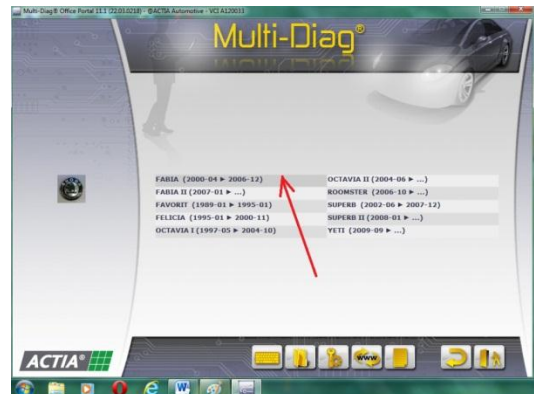 Multi-Diag® Office Portal 11.1 (22.03.0218) - @ACTIA Automotive - VCI A120033
Multi-Diag®
FABIA (2000-04 ► 2006-12)
FABIA II (2007-01 ► ...)
FAVORIT (1989-01 ► 1995-01)
FELICIA (1995-01 ► 2000-11)
OCTAVIA I (1997-05 ► 2004-10)
OCTAVIA II (2004-06 ► ...)
ROOMSTER (2006-10 ► ...)
SUPERB (2002-06 ► 2007-12)
SUPERB II (2008-01 ► ...)
YETI (2009-09 ► ...)
ACTIA®
www